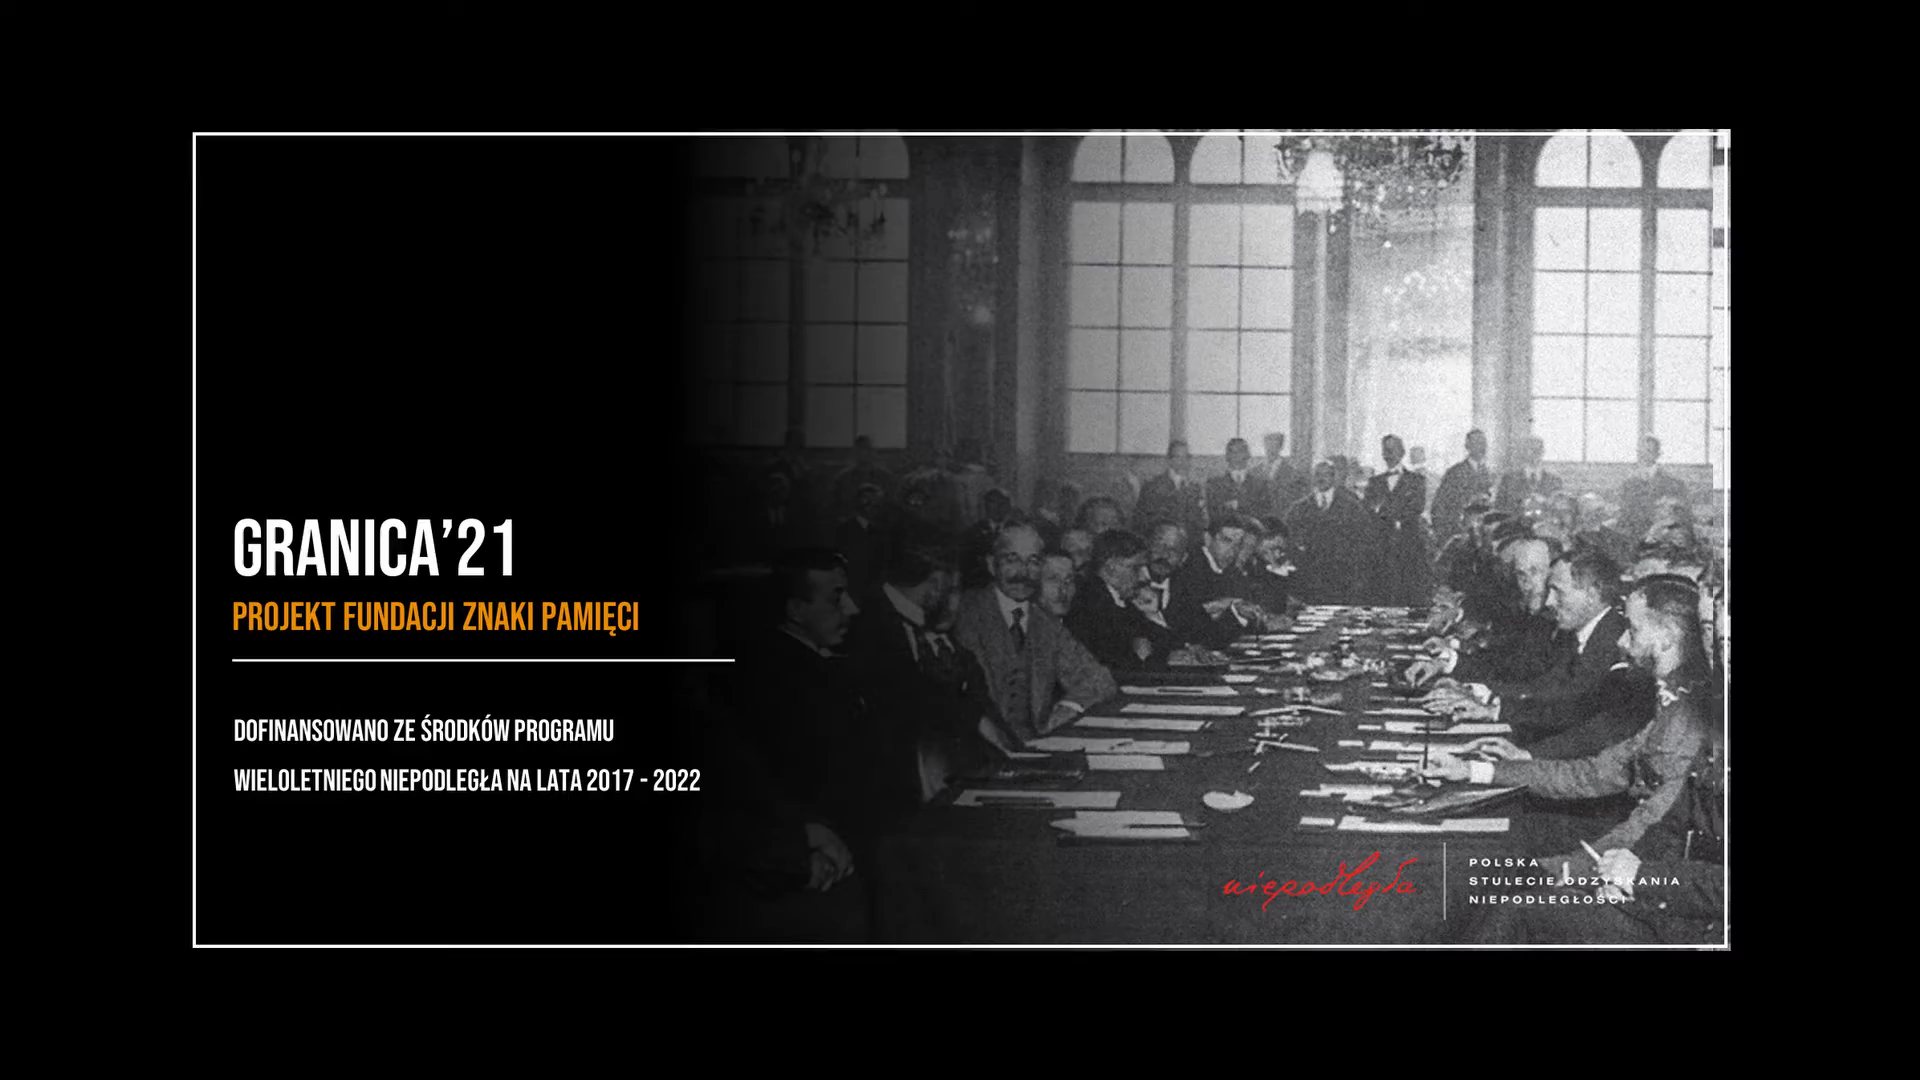 GRANICA’21
PROJEKT FUNDACJI ZNAKI PAMIĘCI
DOFINANSOWANO ZE ŚRODKÓW PROGRAMU
WIELOLETNIEGO NIEPODLEGŁA NA LATA 2017 - 2022
niepodległa
POLSKA
STULECIE ODZYSKANIA
NIEPODLEGŁOŚCI